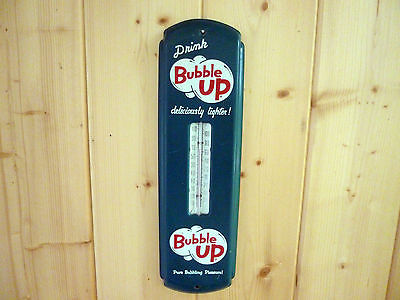 Drink
Bubble
UP
deliciously lighter!
Bubble
UP
Pure Bubbling Pleasure!